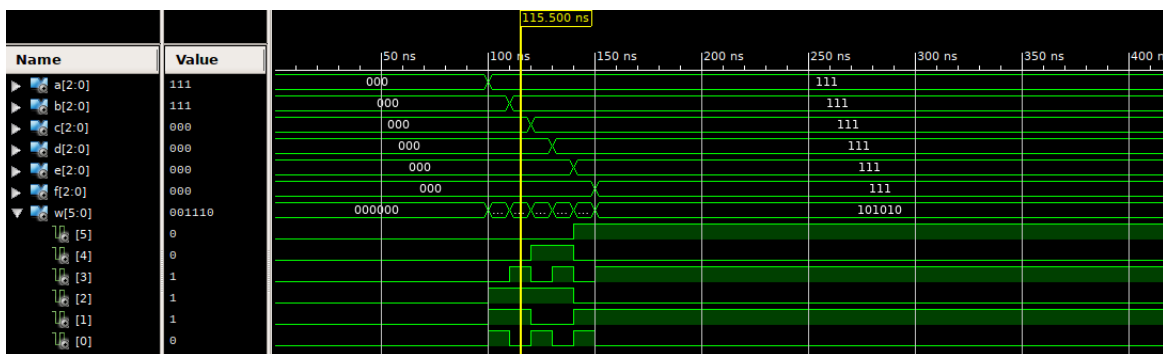 115.500 ns
Name Value 50 ns 100 ns 150 ns 200 ns 250 ns 300 ns 350 ns 400 n
a[2:0] 111 000 111
b[2:0] 111 000 111
c[2:0] 000 000 111
d[2:0] 000 000 111
e[2:0] 000 000 111
f[2:0] 000 000 111
w[5:0] 001110 000000 ... ... ... ... ... 101010
[5] 0
[4] 0
[3] 1
[2] 1
[1] 1
[0] 0